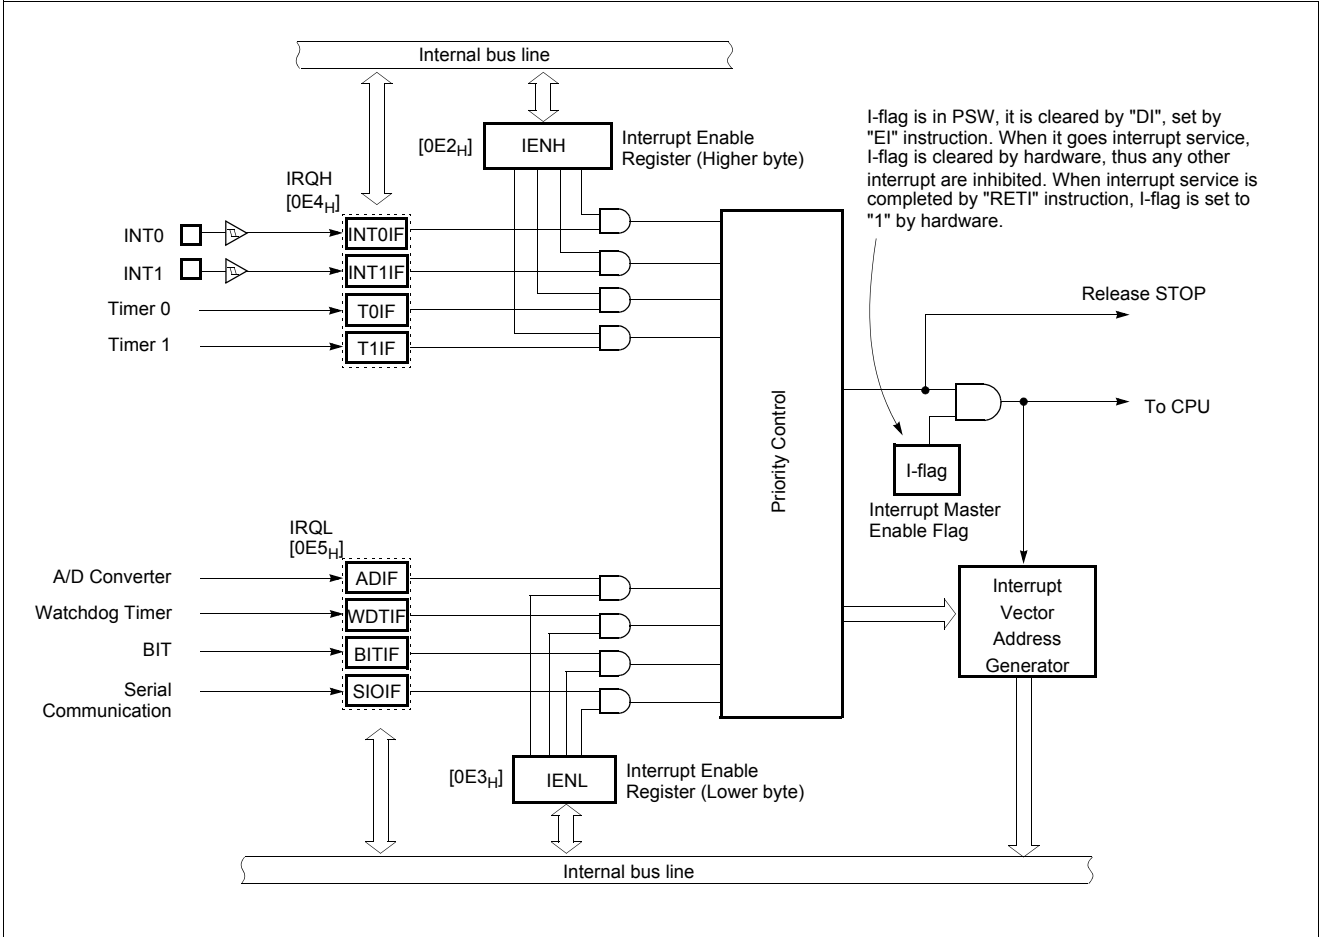 Internal bus line
I-flag is in PSW, it is cleared by "DI", set by
"EI" instruction. When it goes interrupt service,
I-flag is cleared by hardware, thus any other
interrupt are inhibited. When interrupt service is
completed by "RETI" instruction, I-flag is set to
"1" by hardware.
[0E2H]
IENH
Interrupt Enable
Register (Higher byte)
IRQH
[0E4H]
INT0
INT0IF
INT1
INT1IF
Timer 0
T0IF
Timer 1
T1IF
Priority Control
Release STOP
To CPU
I-flag
Interrupt Master
Enable Flag
IRQL
[0E5H]
A/D Converter
ADIF
Watchdog Timer
WDTIF
BIT
BITIF
Serial
Communication
SIOIF
Interrupt
Vector
Address
Generator
[0E3H]
IENL
Interrupt Enable
Register (Lower byte)
Internal bus line